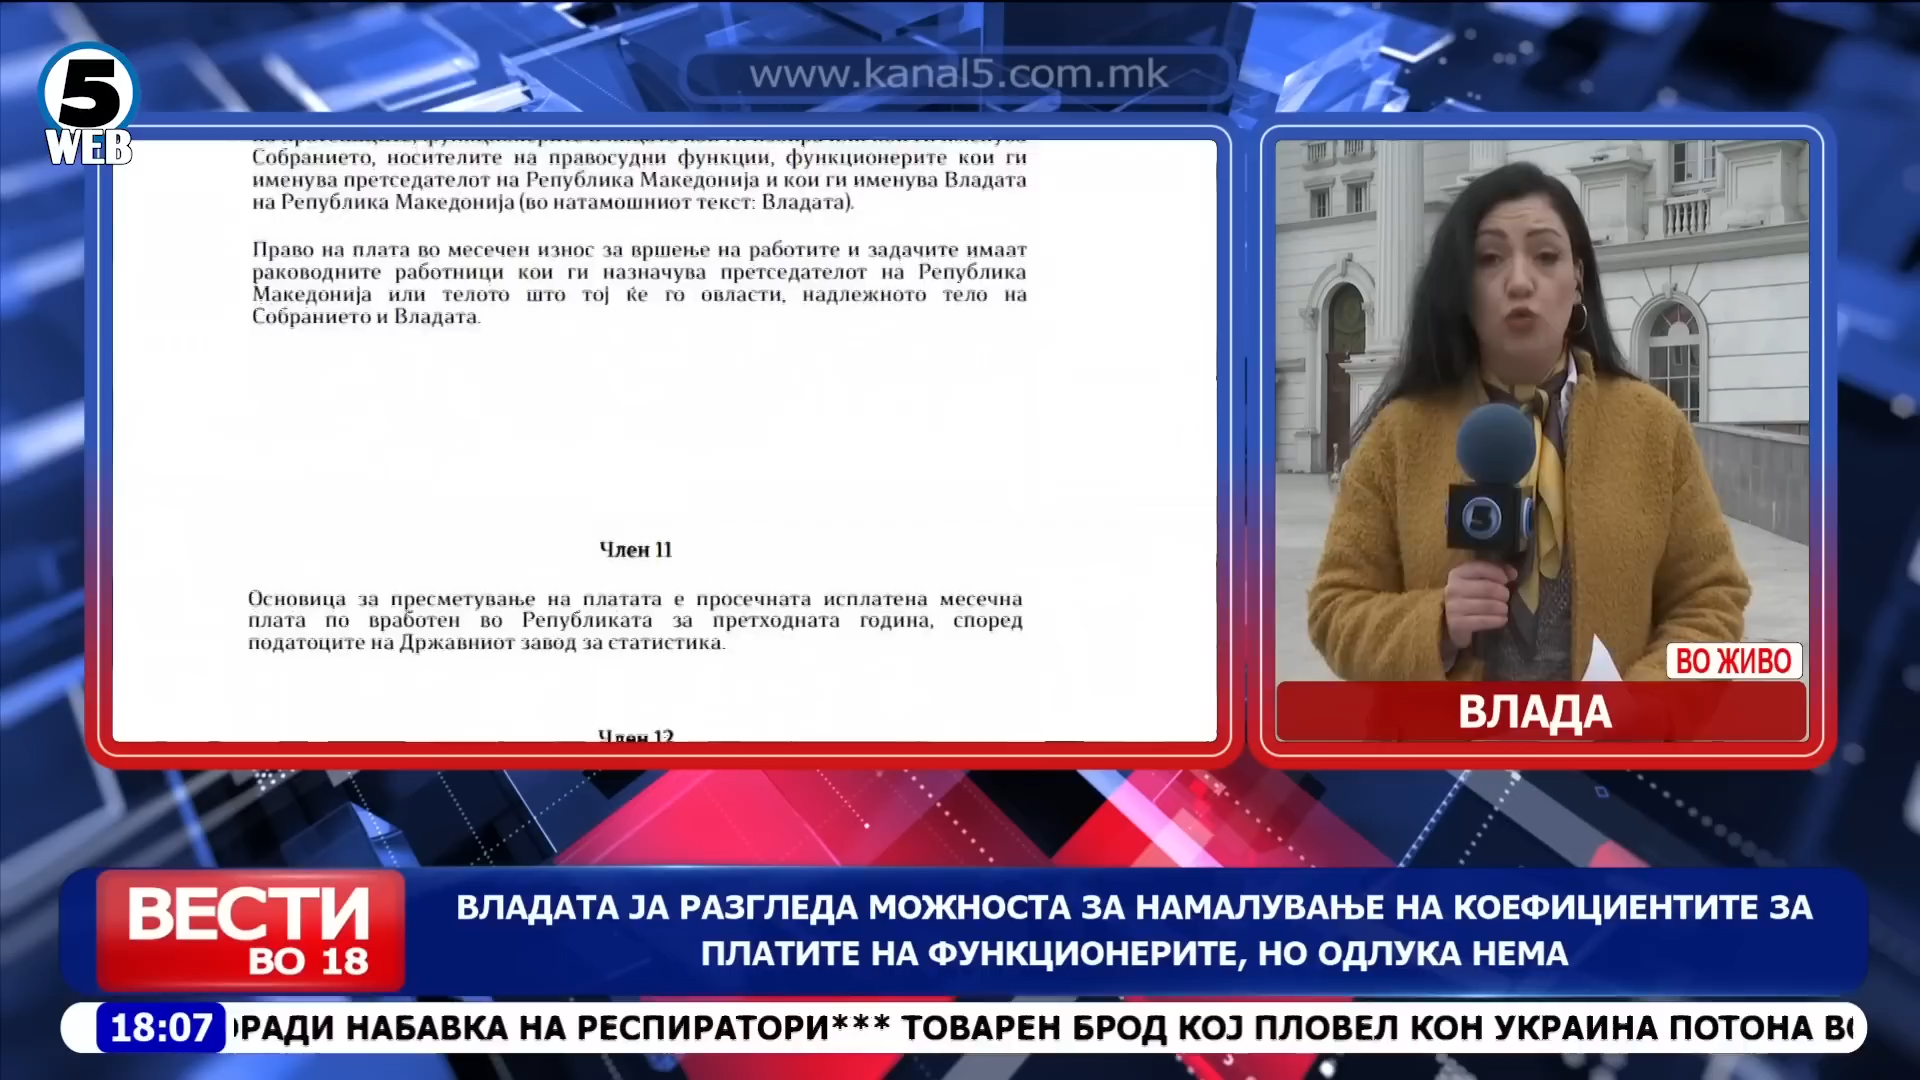 www.kanal5.com.mk
5
WEB
Собранието, носителите на правосудни функции, функционерите кои ги
именува претседателот на Република Македонија и кои ги именува Владата
на Република Македонија (во натамошниот текст: Владата).
Право на плата во месечен износ за вршење на работите и задачите имаат
раководните работници кои ги назначува претседателот на Република
Македонија или телото што тој ќе го овласти, надлежното тело на
Собранието и Владата.
Член 11
Основица за пресметување на платата е просечната исплатена месечна
плата по вработен во Републиката за претходната година, според
податоците на Државниот завод за статистика.
Член 12
5
ВО ЖИВО
ВЛАДА
ВЕСТИ
ВО 18
ВЛАДАТА ЈА РАЗГЛЕДА МОЖНОСТА ЗА НАМАЛУВАЊЕ НА КОЕФИЦИЕНТИТЕ ЗА
ПЛАТИТЕ НА ФУНКЦИОНЕРИТЕ, НО ОДЛУКА НЕМА
18:07 ОРАДИ НАБАВКА НА РЕСПИРАТОРИ*** ТОВАРЕН БРОД КОЈ ПЛОВЕЛ КОН УКРАИНА ПОТОНА